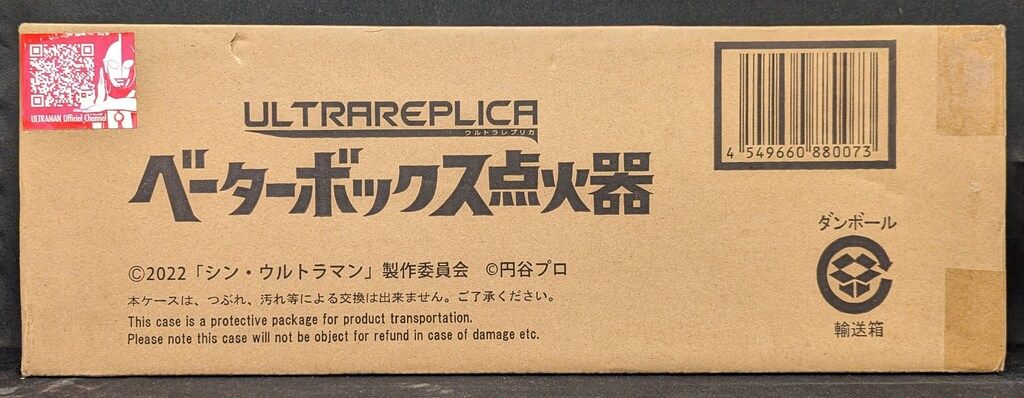 ULTRAMAN Official Channel
ULTRAREPLICA
ウルトラレプリカ
ベーターボックス点火器
4 549660 880073
©2022「シン・ウルトラマン」製作委員会 ©円谷プロ
本ケースは、つぶれ、汚れ等による交換は出来ません。ご了承ください。
This case is a protective package for product transportation.
Please note this case will not be object for refund in case of damage etc.
ダンボール
輸送箱